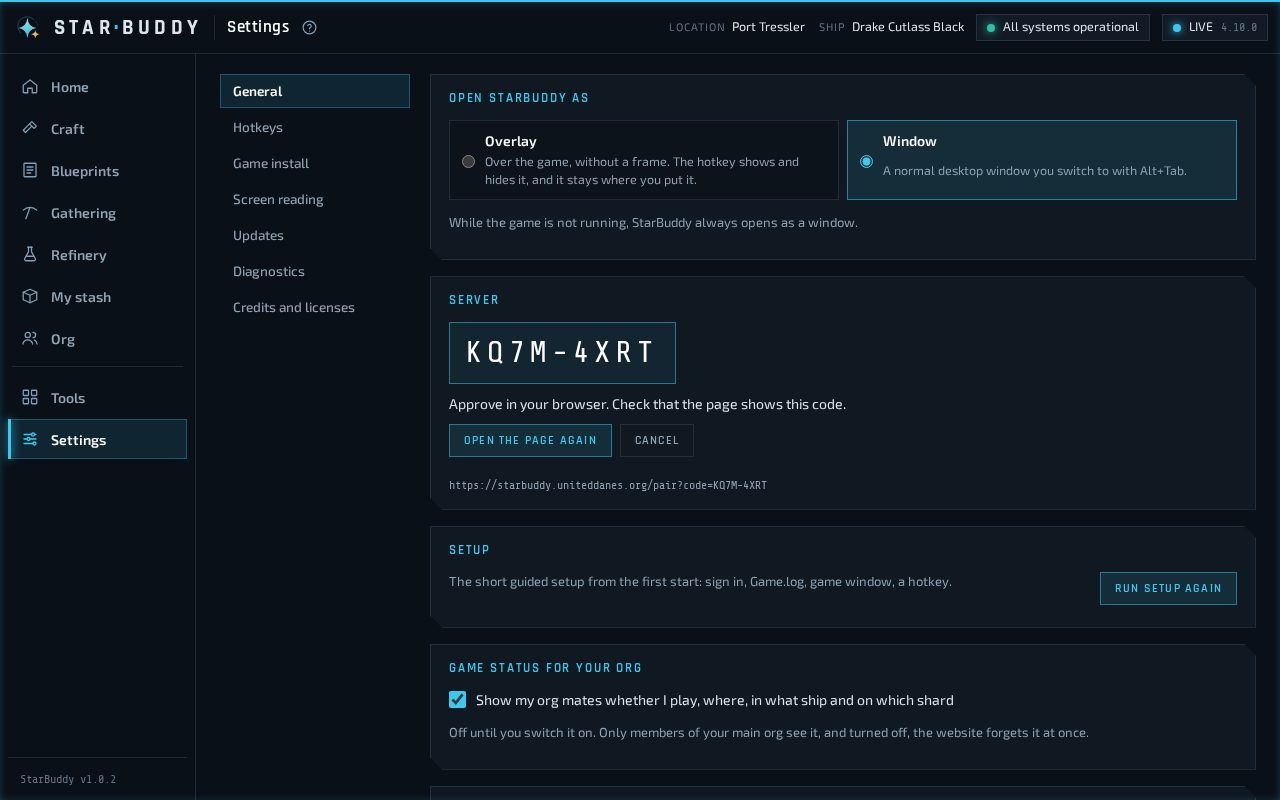 STAR·BUDDY
Settings
LOCATION Port Tressler SHIP Drake Cutlass Black
All systems operational
LIVE 4.10.0
Home
Craft
Blueprints
Gathering
Refinery
My stash
Org
Tools
Settings
StarBuddy v1.0.2
General
Hotkeys
Game install
Screen reading
Updates
Diagnostics
Credits and licenses
OPEN STARBUDDY AS
Overlay
Over the game, without a frame. The hotkey shows and
hides it, and it stays where you put it.
Window
A normal desktop window you switch to with Alt+Tab.
While the game is not running, StarBuddy always opens as a window.
SERVER
KQ7M-4XRT
Approve in your browser. Check that the page shows this code.
OPEN THE PAGE AGAIN
CANCEL
https://starbuddy.uniteddanes.org/pair?code=KQ7M-4XRT
SETUP
The short guided setup from the first start: sign in, Game.log, game window, a hotkey.
RUN SETUP AGAIN
GAME STATUS FOR YOUR ORG
Show my org mates whether I play, where, in what ship and on which shard
Off until you switch it on. Only members of your main org see it, and turned off, the website forgets it at once.